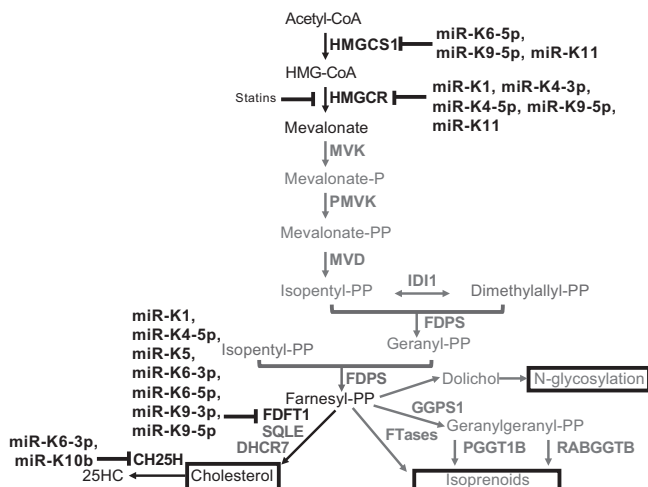 Acetyl-CoA
HMGCS1
miR-K6-5p,
miR-K9-5p, miR-K11
HMG-CoA
Statins
HMGCR
miR-K1, miR-K4-3p,
miR-K4-5p, miR-K9-5p,
miR-K11
Mevalonate
MVK
Mevalonate-P
PMVK
Mevalonate-PP
MVD
Isopentyl-PP
IDI1
Dimethylallyl-PP
FDPS
Geranyl-PP
Isopentyl-PP
FDPS
miR-K1,
miR-K4-5p,
miR-K5,
miR-K6-3p,
miR-K6-5p,
miR-K9-3p,
miR-K9-5p
Farnesyl-PP
Dolichol
N-glycosylation
FDFT1
SQLE
DHCR7
GGPS1
Geranylgeranyl-PP
FTases
PGGT1B
RABGGTB
miR-K6-3p,
miR-K10b
CH25H
25HC
Cholesterol
Isoprenoids